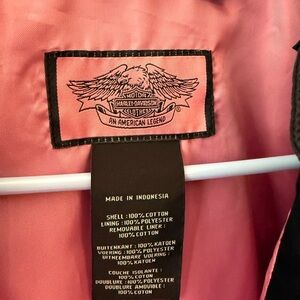 MOTOR
HARLEY-DAVIDSON
CLOTHES
AN AMERICAN LEGEND
MADE IN INDONESIA
SHELL : 100% COTTON
LINING : 100% POLYESTER
REMOVABLE LINER :
100% COTTON
BUITENKANT : 100% KATOEN
VOERING : 100% POLYESTER
UITNEEMBARE VOERING :
100% KATOEN
COUCHE ISOLANTE :
100% COTON
DOUBLURE : 100% POLYESTER
DOUBLURE AMOVIBLE :
100% COTON